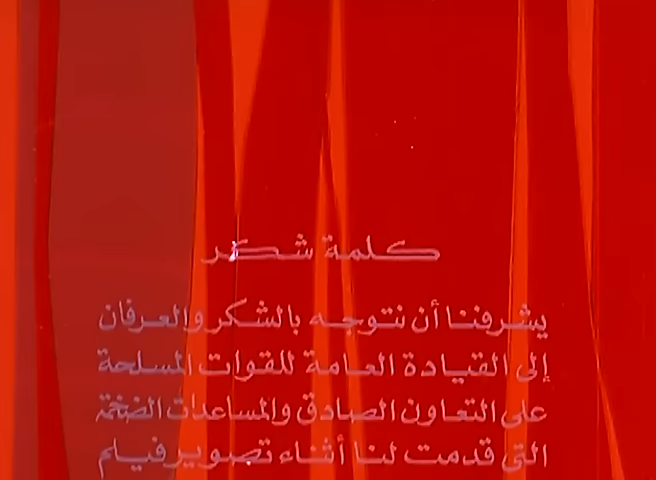 كلمة شكر
يشرفنا أن نتوجه بالشكر والعرفان
إلى القيادة العامة للقوات المسلحة
على التعاون الصادق والمساعدات الضخمة
التى قدمت لنا أثناء تصوير فيلم